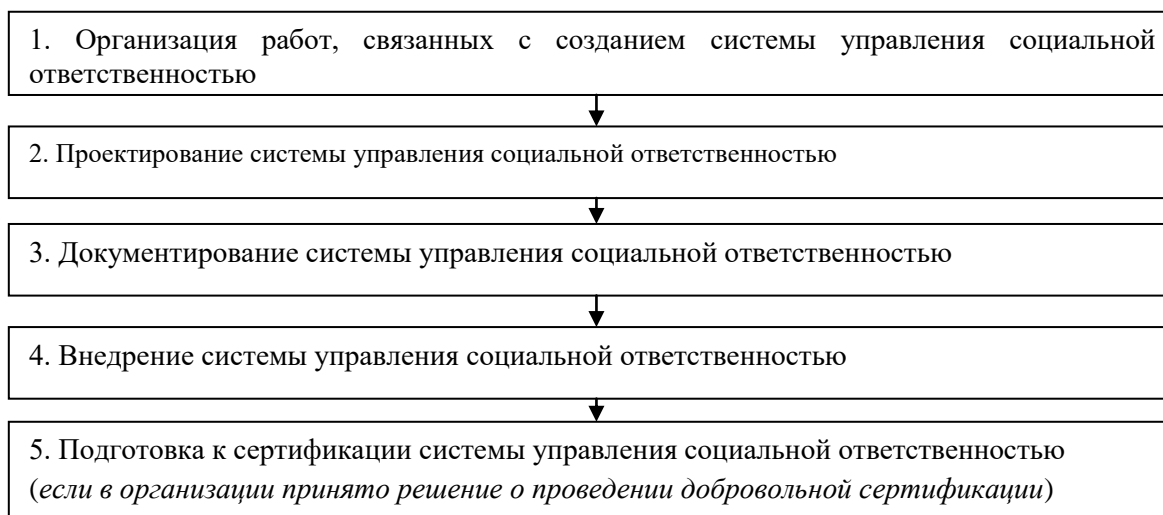 1. Организация работ, связанных с созданием системы управления социальной
ответственностью
2. Проектирование системы управления социальной ответственностью
3. Документирование системы управления социальной ответственностью
4. Внедрение системы управления социальной ответственностью
5. Подготовка к сертификации системы управления социальной ответственностью
(если в организации принято решение о проведении добровольной сертификации)